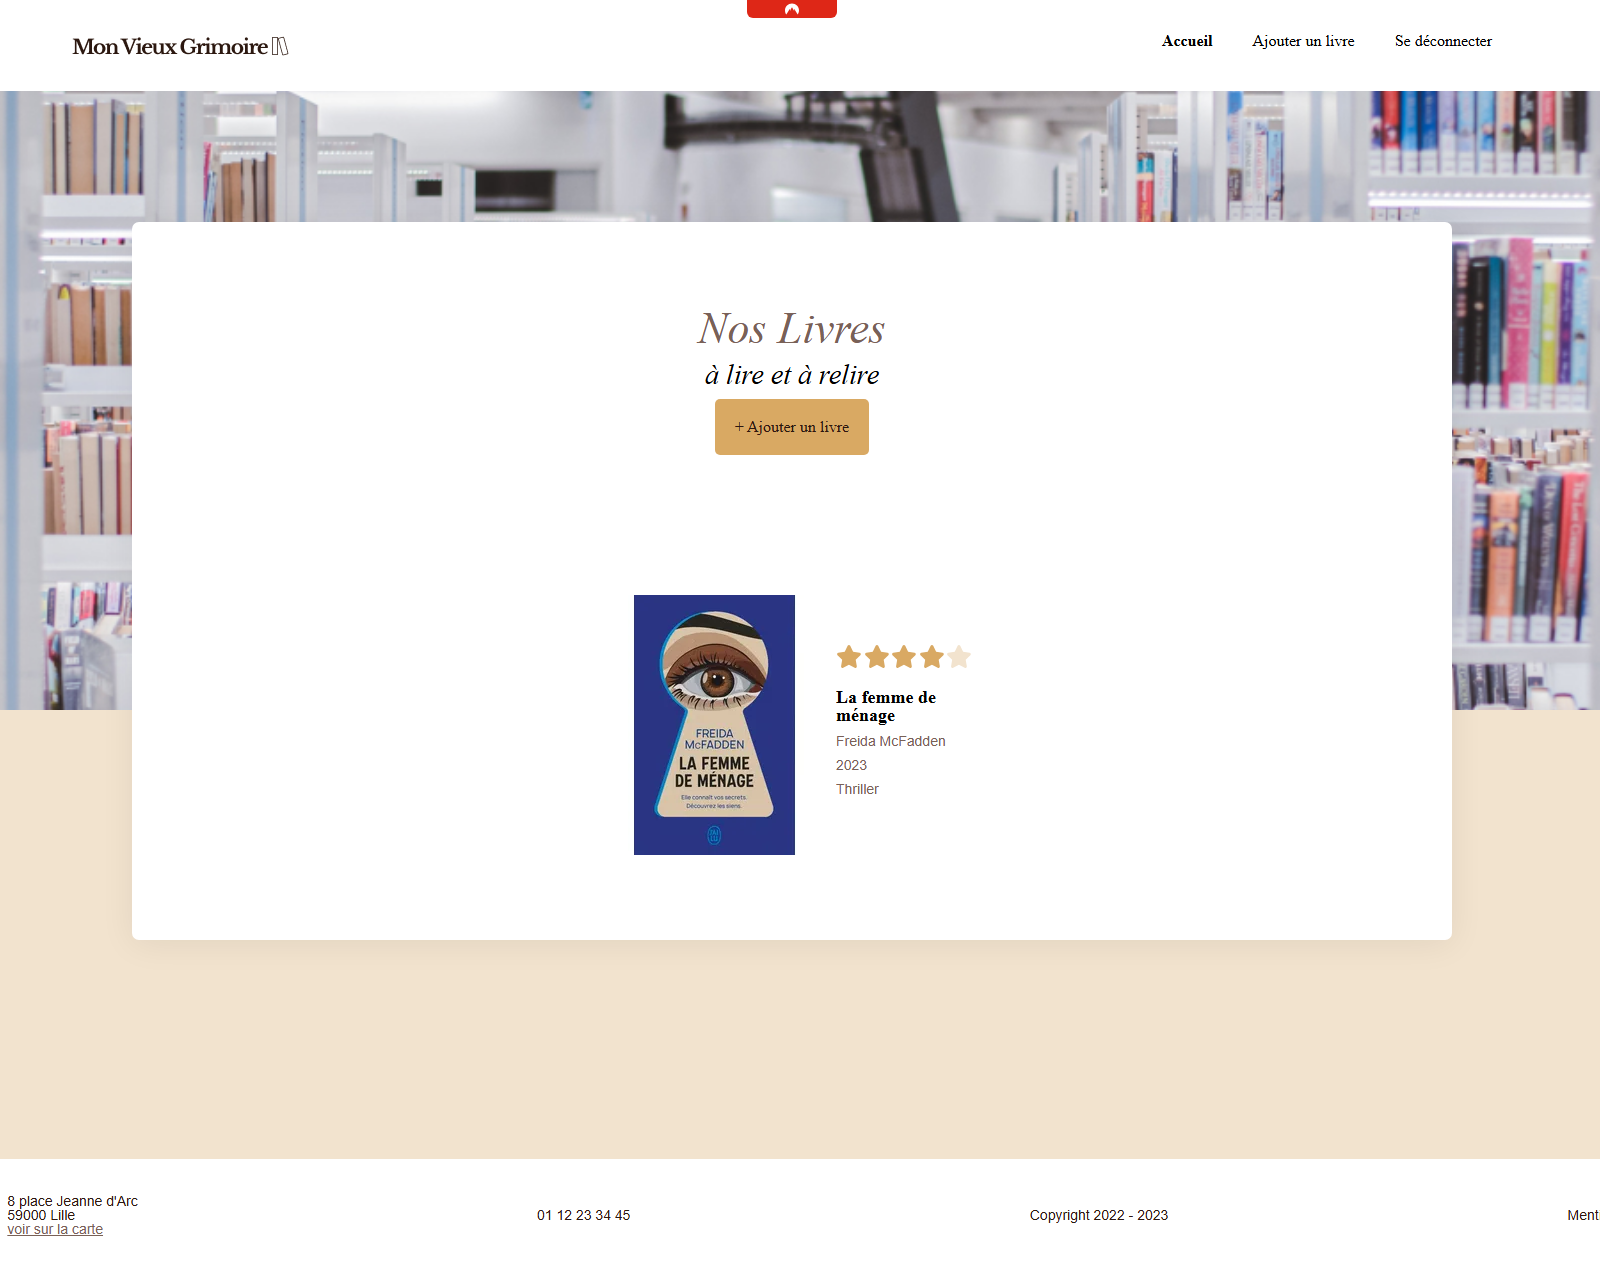 Mon Vieux Grimoire
Accueil
Ajouter un livre
Se déconnecter
Nos Livres
à lire et à relire
+ Ajouter un livre
FREIDA
McFADDEN
LA FEMME
DE MÉNAGE
Elle connaît vos secrets.
Découvrez les siens.
La femme de
ménage
Freida McFadden
2023
Thriller
8 place Jeanne d'Arc
59000 Lille
voir sur la carte
01 12 23 34 45
Copyright 2022 - 2023
Ment